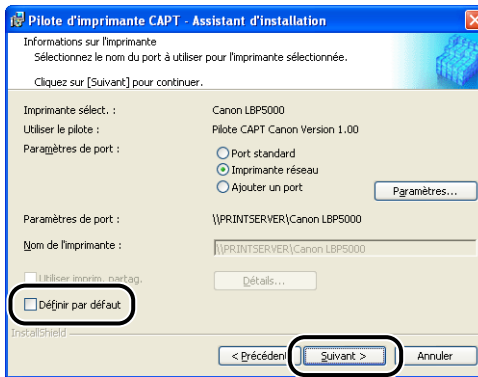 Pilote d'imprimante CAPT - Assistant d'installation
Informations sur l'imprimante
Sélectionnez le nom du port à utiliser pour l'imprimante sélectionnée.
Cliquez sur [Suivant] pour continuer.
Imprimante sélect. : Canon LBP5000
Utiliser le pilote : Pilote CAPT Canon Version 1.00
Paramètres de port : Port standard
Imprimante réseau
Ajouter un port Paramètres...
Paramètres de port : \\PRINTSERVER\Canon LBP5000
Nom de l'imprimante : \\PRINTSERVER\Canon LBP5000
Utiliser imprim. partag. Détails...
Définir par défaut
InstallShield
< Précédent Suivant > Annuler